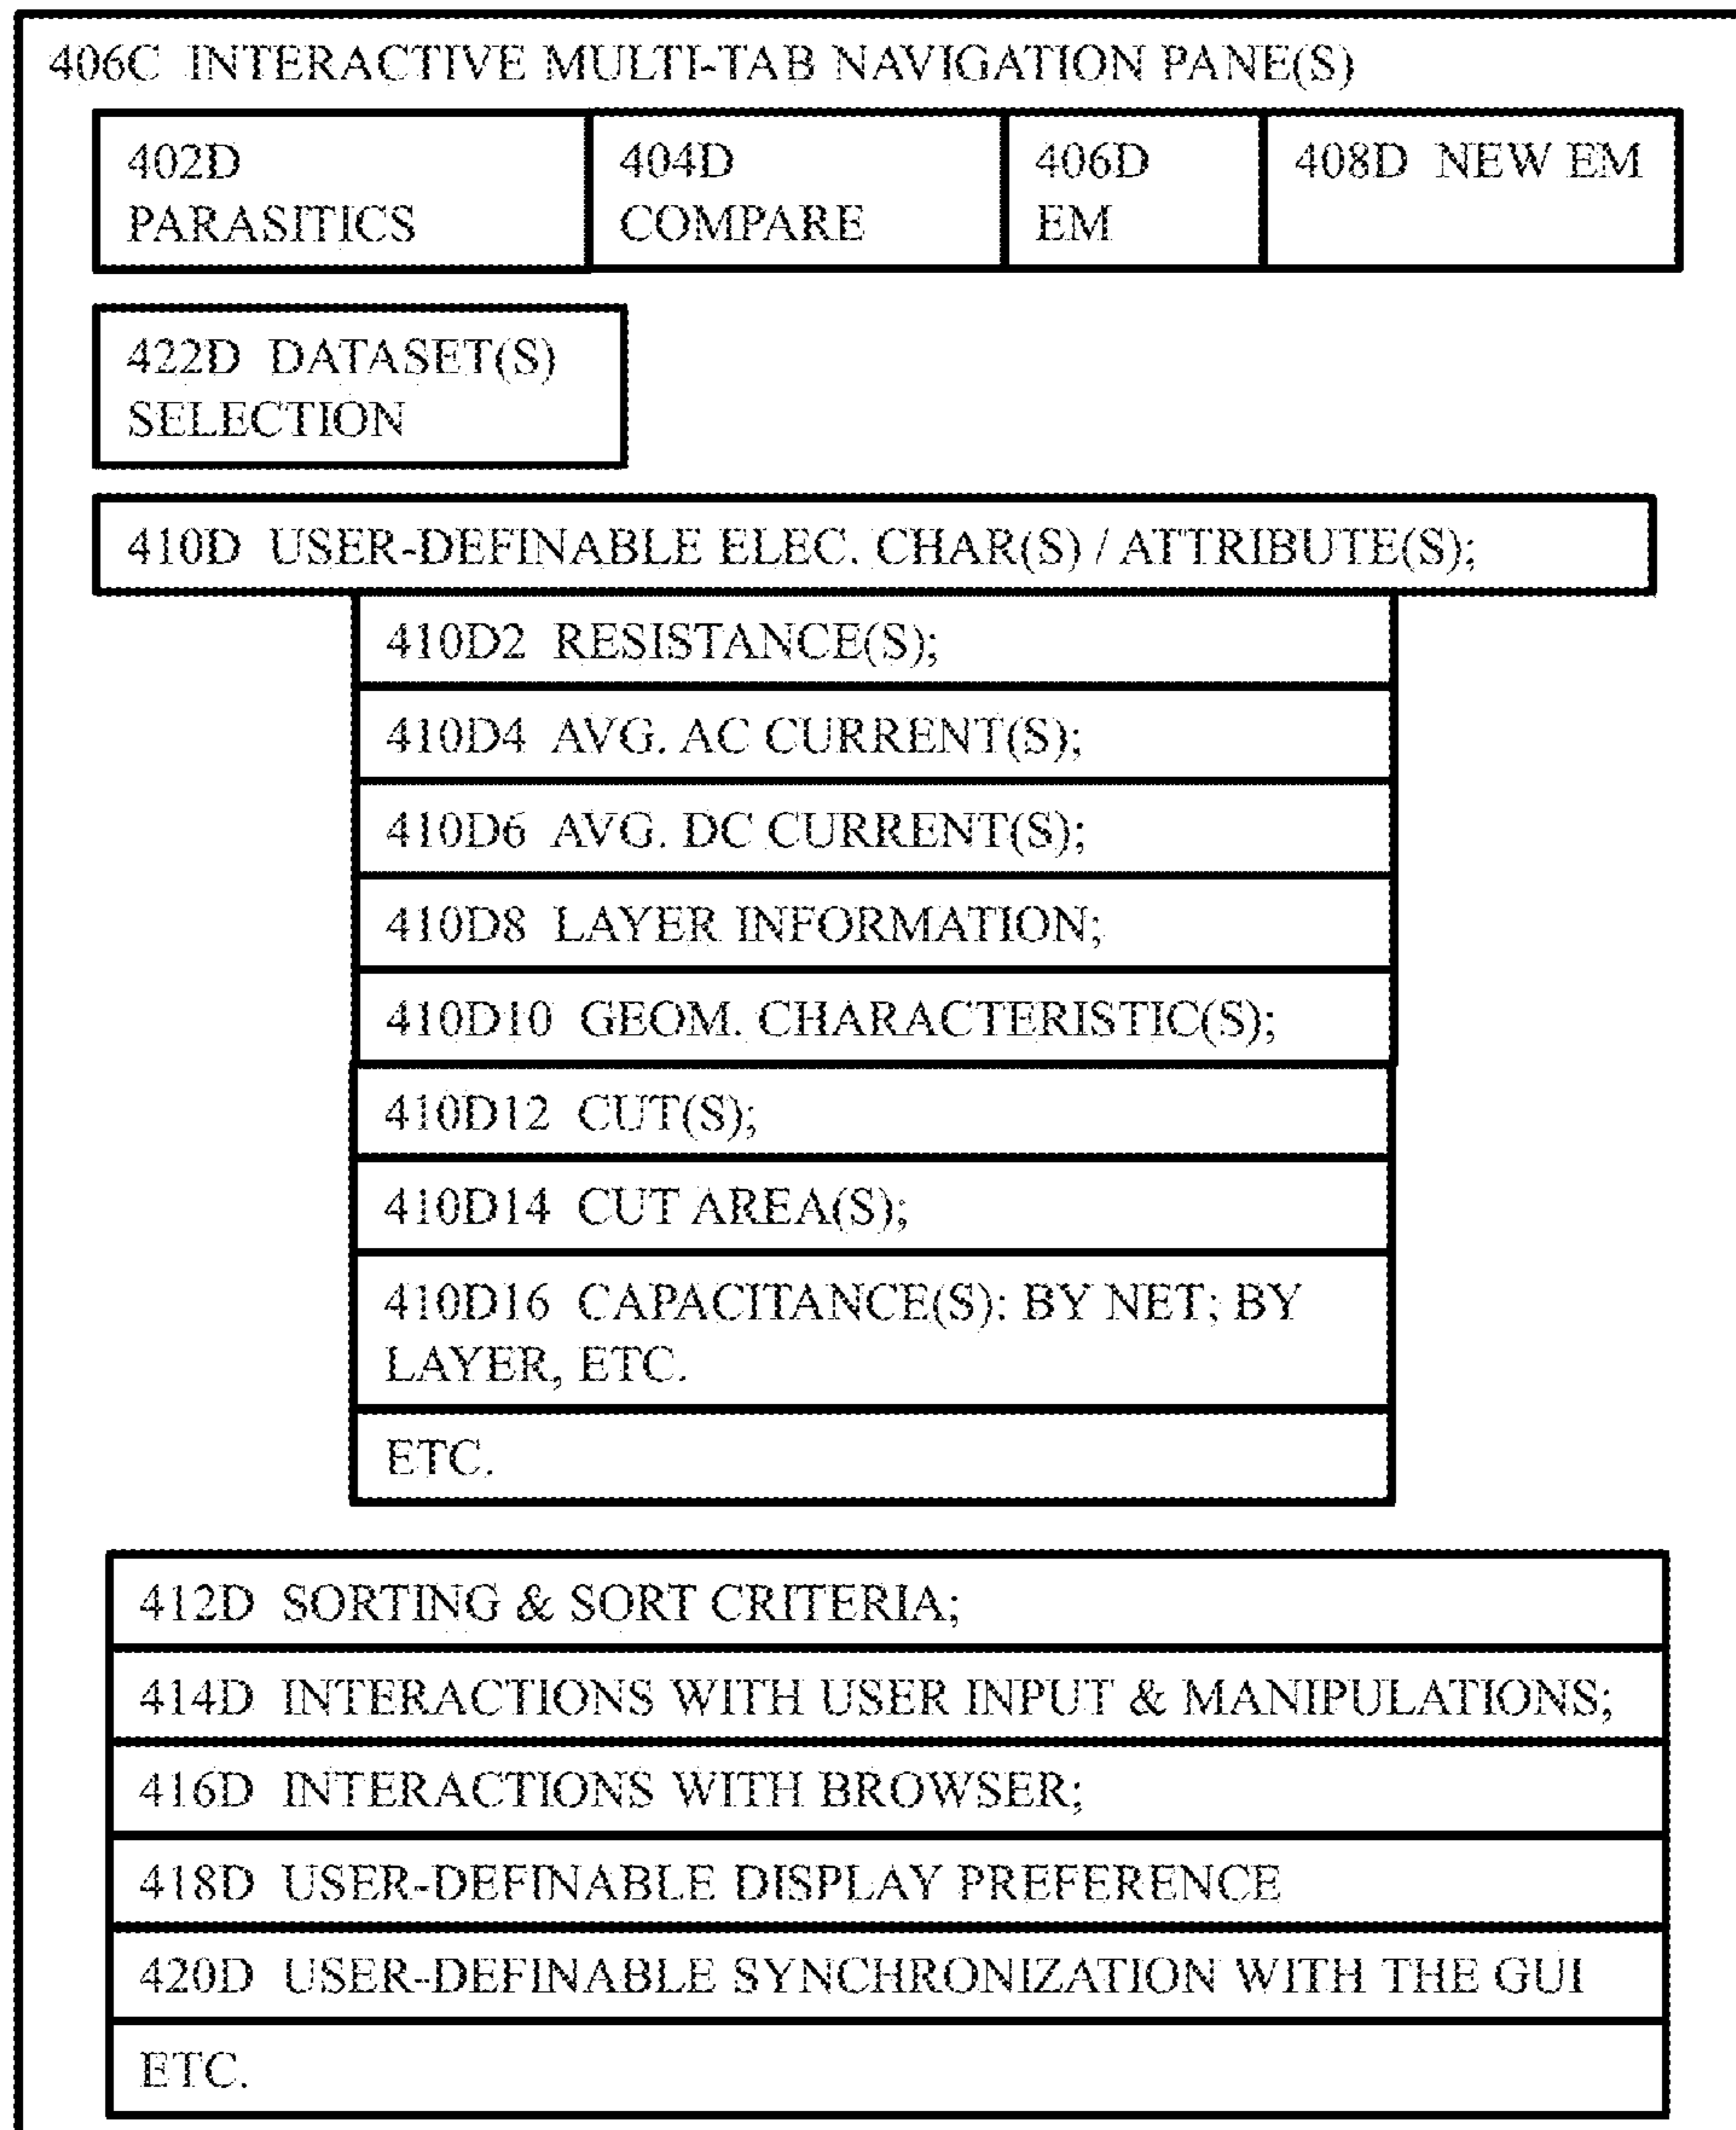 406C INTERACTIVE MULTI-TAB NAVIGATION PANE(S)
402D
PARASITICS
404D
COMPARE
406D
EM
408D NEW EM
422D DATASET(S)
SELECTION
410D USER-DEFINABLE ELEC. CHAR(S) / ATTRIBUTE(S);
410D2 RESISTANCE(S);
410D4 AVG. AC CURRENT(S);
410D6 AVG. DC CURRENT(S);
410D8 LAYER INFORMATION;
410D10 GEOM. CHARACTERISTIC(S);
410D12 CUT(S);
410D14 CUT AREA(S);
410D16 CAPACITANCE(S): BY NET; BY
LAYER, ETC.
ETC.
412D SORTING & SORT CRITERIA;
414D INTERACTIONS WITH USER INPUT & MANIPULATIONS;
416D INTERACTIONS WITH BROWSER;
418D USER-DEFINABLE DISPLAY PREFERENCE
420D USER-DEFINABLE SYNCHRONIZATION WITH THE GUI
ETC.